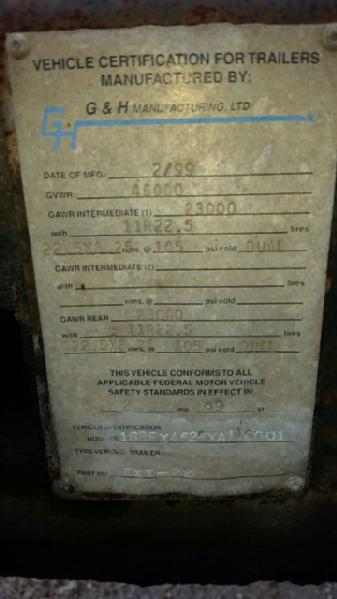 VEHICLE CERTIFICATION FOR TRAILERS
MANUFACTURED BY:
GH G & H MANUFACTURING, LTD
DATE OF MFG: 2/99
GVWR: 46000
GAWR INTERMEDIATE (1) 23000
with 11R22.5 tires
22.5X8.25 rims. @ 105 psi cold DUAL
GAWR INTERMEDIATE (2)
with tires
rims. @ psi cold
GAWR REAR 23000
with 11R22.5 tires
22.5X8.25 rims. @ 105 psi cold DUAL
THIS VEHICLE CONFORMS TO ALL
APPLICABLE FEDERAL MOTOR VEHICLE
SAFETY STANDARDS IN EFFECT IN:
2 mo. 99 yr
VEHICLE IDENTIFICATION
NUMBER
TYPE VEHICLE: TRAILER
PART NO.